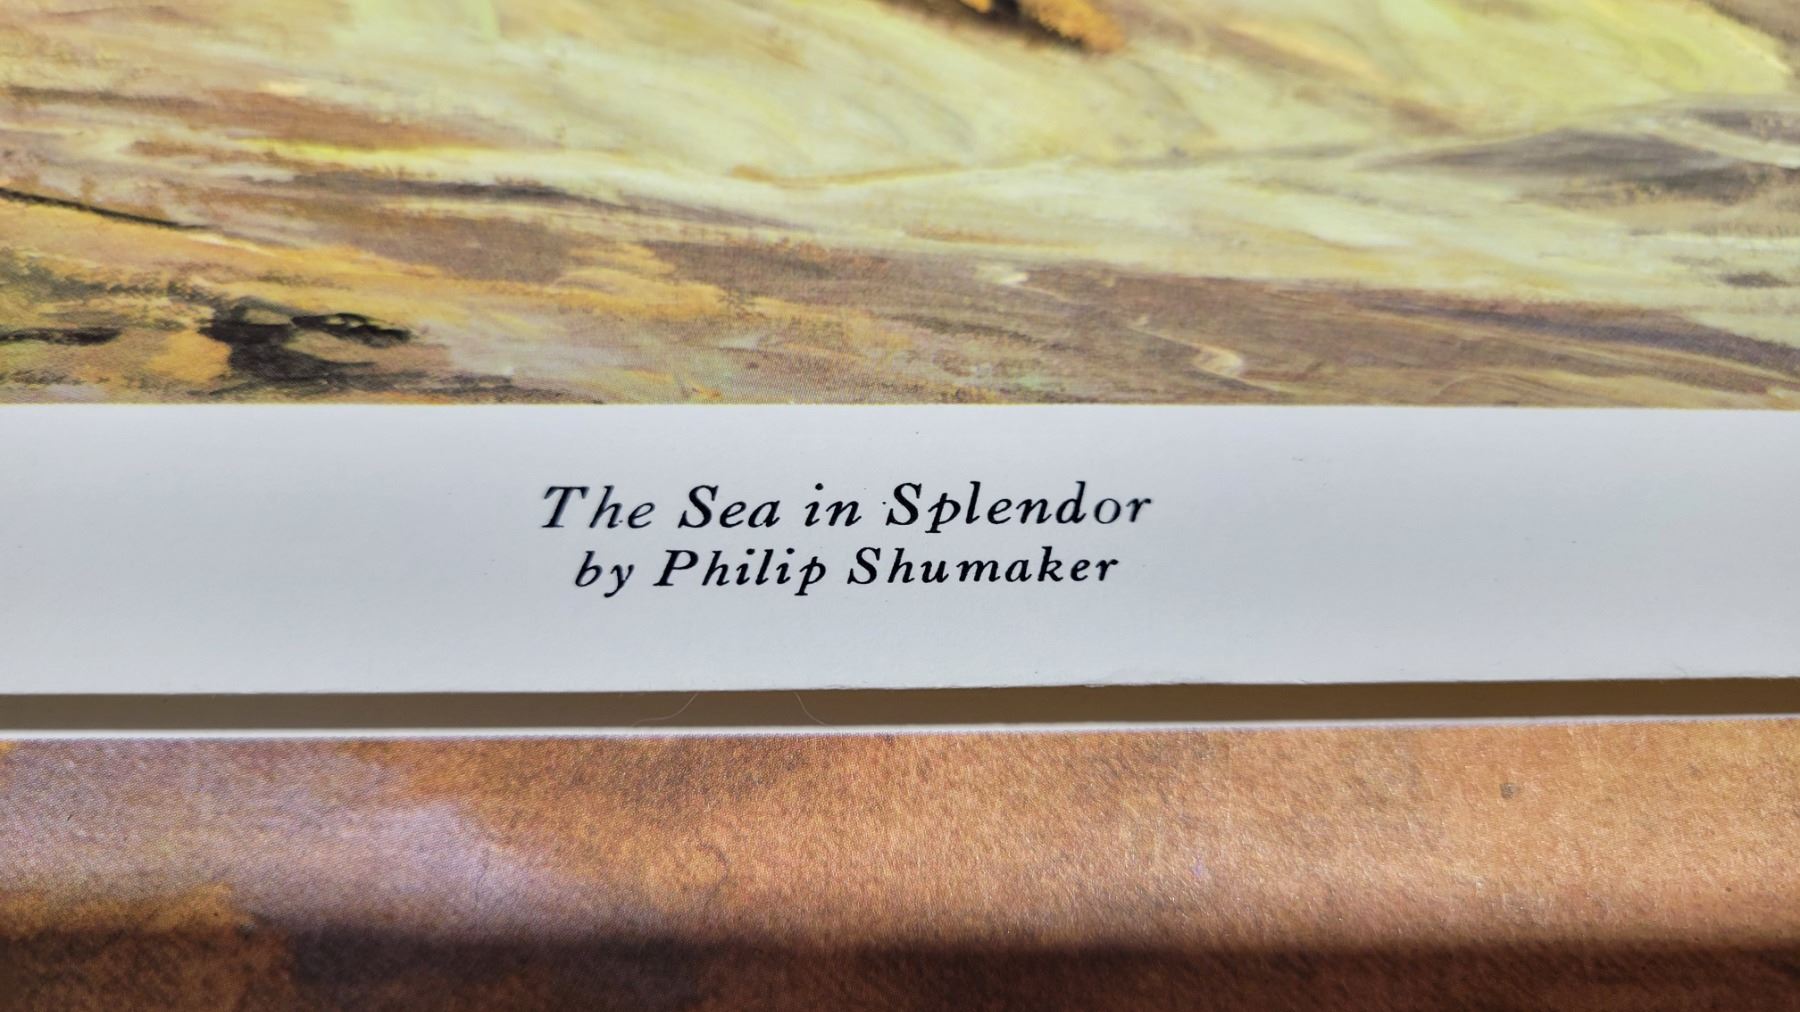 The Sea in Splendor
by Philip Shumaker